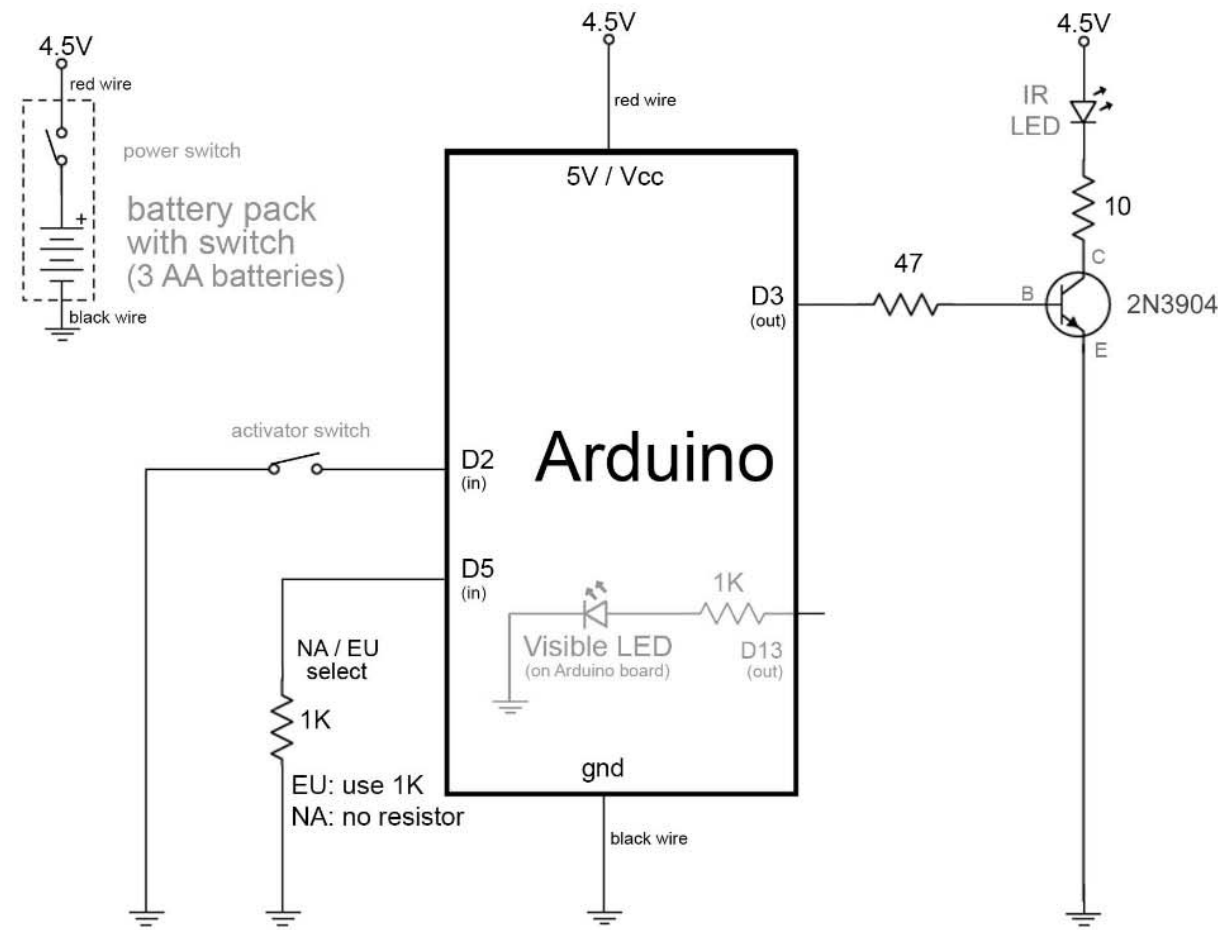 4.5V
red wire
power switch
+
battery pack
with switch
(3 AA batteries)
black wire
4.5V
red wire
5V / Vcc
4.5V
IR
LED
10
C
47
B
2N3904
E
D3
(out)
activator switch
D2
(in)
Arduino
D5
(in)
1K
Visible LED
(on Arduino board)
D13
(out)
NA / EU
select
1K
EU: use 1K
NA: no resistor
gnd
black wire